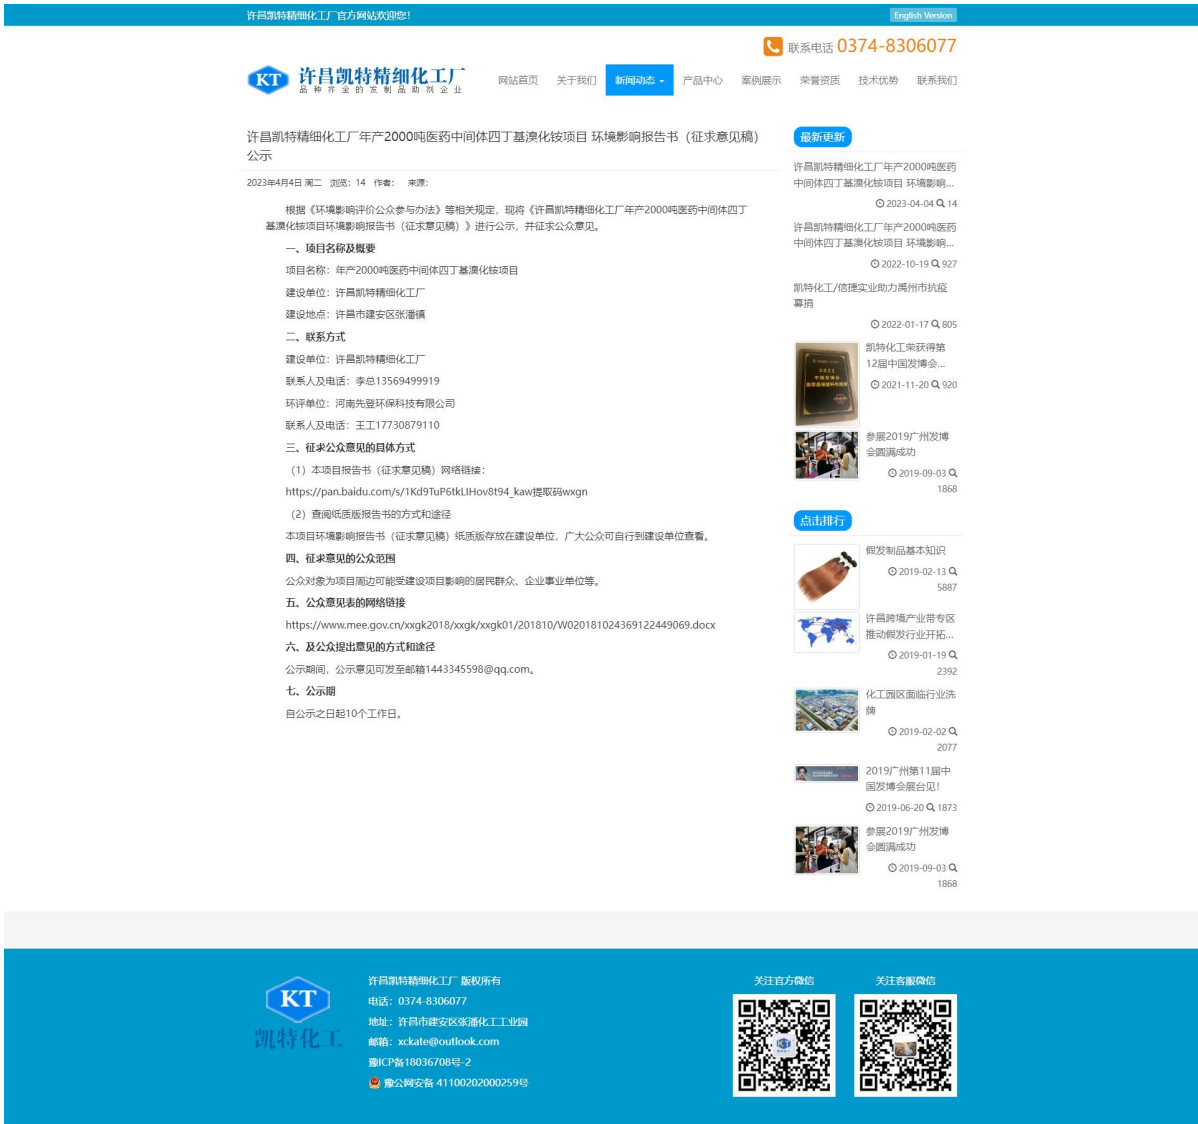 许昌凯特精细化工厂官方网站欢迎您!
English Version
联系电话 0374-8306077
KT 许昌凯特精细化工厂
品种齐全的发制品助剂企业
网站首页 关于我们 新闻动态 产品中心 案例展示 荣誉资质 技术优势 联系我们
许昌凯特精细化工厂年产2000吨医药中间体四丁基溴化铵项目 环境影响报告书（征求意见稿）
公示
2023年4月4日 周二 浏览：14 作者： 来源：
根据《环境影响评价公众参与办法》等相关规定，现将《许昌凯特精细化工厂年产2000吨医药中间体四丁
基溴化铵项目环境影响报告书（征求意见稿）》进行公示，并征求公众意见。
一、项目名称及概要
项目名称：年产2000吨医药中间体四丁基溴化铵项目
建设单位：许昌凯特精细化工厂
建设地点：许昌市建安区张潘镇
二、联系方式
建设单位：许昌凯特精细化工厂
联系人及电话：李总13569499919
环评单位：河南先登环保科技有限公司
联系人及电话：王工17730879110
三、征求公众意见的具体方式
（1）本项目报告书（征求意见稿）网络链接：
https://pan.baidu.com/s/1Kd9TuP6tkLIHov8t94_kaw提取码wxgn
（2）查阅纸质版报告书的方式和途径
本项目环境影响报告书（征求意见稿）纸质版存放在建设单位，广大公众可自行到建设单位查看。
四、征求意见的公众范围
公众对象为项目周边可能受建设项目影响的居民群众、企业事业单位等。
五、公众意见表的网络链接
https://www.mee.gov.cn/xxgk2018/xxgk/xxgk01/201810/W020181024369122449069.docx
六、及公众提出意见的方式和途径
公示期间，公示意见可发至邮箱1443345598@qq.com。
七、公示期
自公示之日起10个工作日。
最新更新
许昌凯特精细化工厂年产2000吨医药
中间体四丁基溴化铵项目 环境影响...
2023-04-04 14
许昌凯特精细化工厂年产2000吨医药
中间体四丁基溴化铵项目 环境影响...
2022-10-19 927
凯特化工/信捷实业助力禹州市抗疫
募捐
2022-01-17 805
凯特化工荣获得第
12届中国发博会...
2021-11-20 920
参展2019广州发博
会圆满成功
2019-09-03
1868
点击排行
假发制品基本知识
2019-02-13
5887
许昌跨境产业带专区
推动假发行业开拓...
2019-01-19
2392
化工园区面临行业洗
牌
2019-02-02
2077
2019广州第11届中
国发博会展台见！
2019-06-20 1873
参展2019广州发博
会圆满成功
2019-09-03
1868
KT
凯特化工
许昌凯特精细化工厂 版权所有
电话：0374-8306077
地址：许昌市建安区张潘化工工业园
邮箱：xckate@outlook.com
豫ICP备18036708号-2
豫公网安备 41100202000259号
关注官方微信
关注客服微信